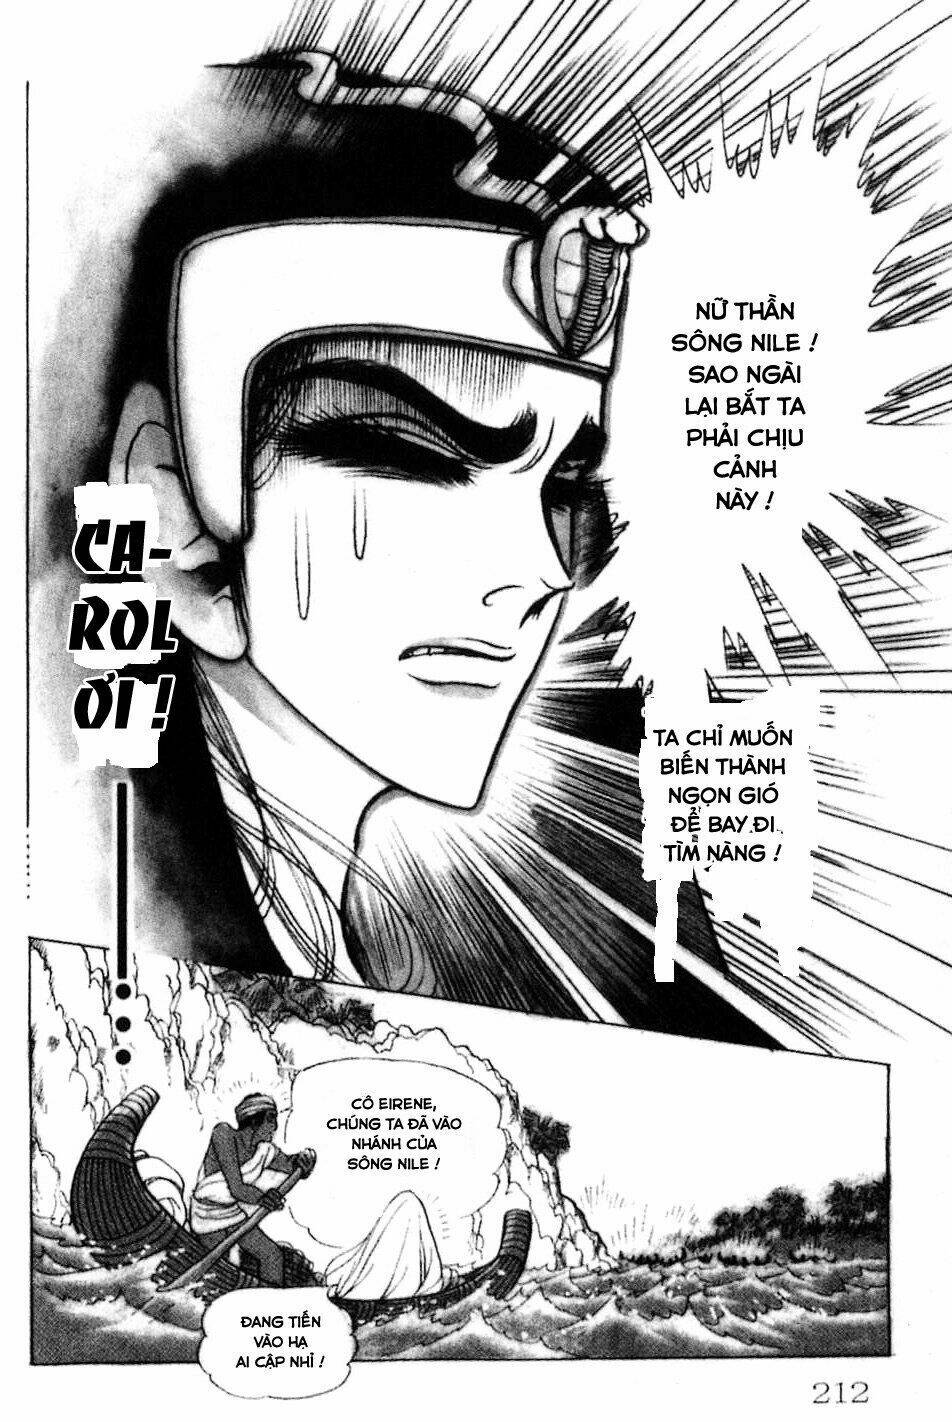 NỮ THẦN
SÔNG NILE !
SAO NGÀI
LẠI BẮT TA
PHẢI CHỊU
CẢNH
NÀY !
TA CHỈ MUỐN
BIẾN THÀNH
NGỌN GIÓ
ĐỂ BAY ĐI
TÌM NÀNG !
CA-
ROL
ƠI !
CÔ EIRENE,
CHÚNG TA ĐÃ VÀO
NHÁNH CỦA
SÔNG NILE !
ĐANG TIẾN
VÀO HẠ
AI CẬP NHỈ !
212